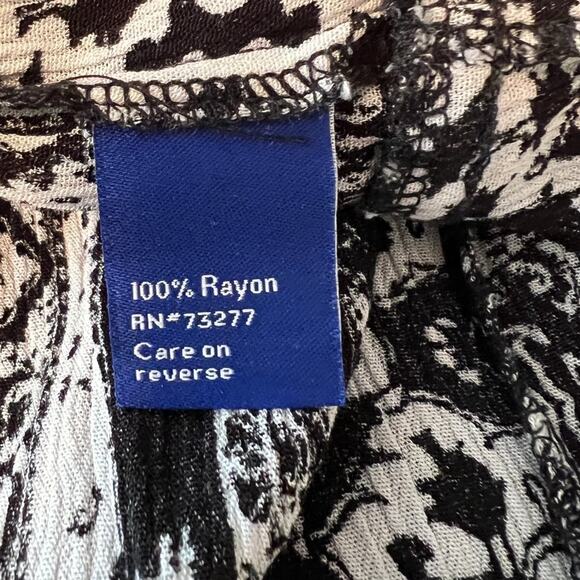 100% Rayon
RN#73277
Care on
reverse